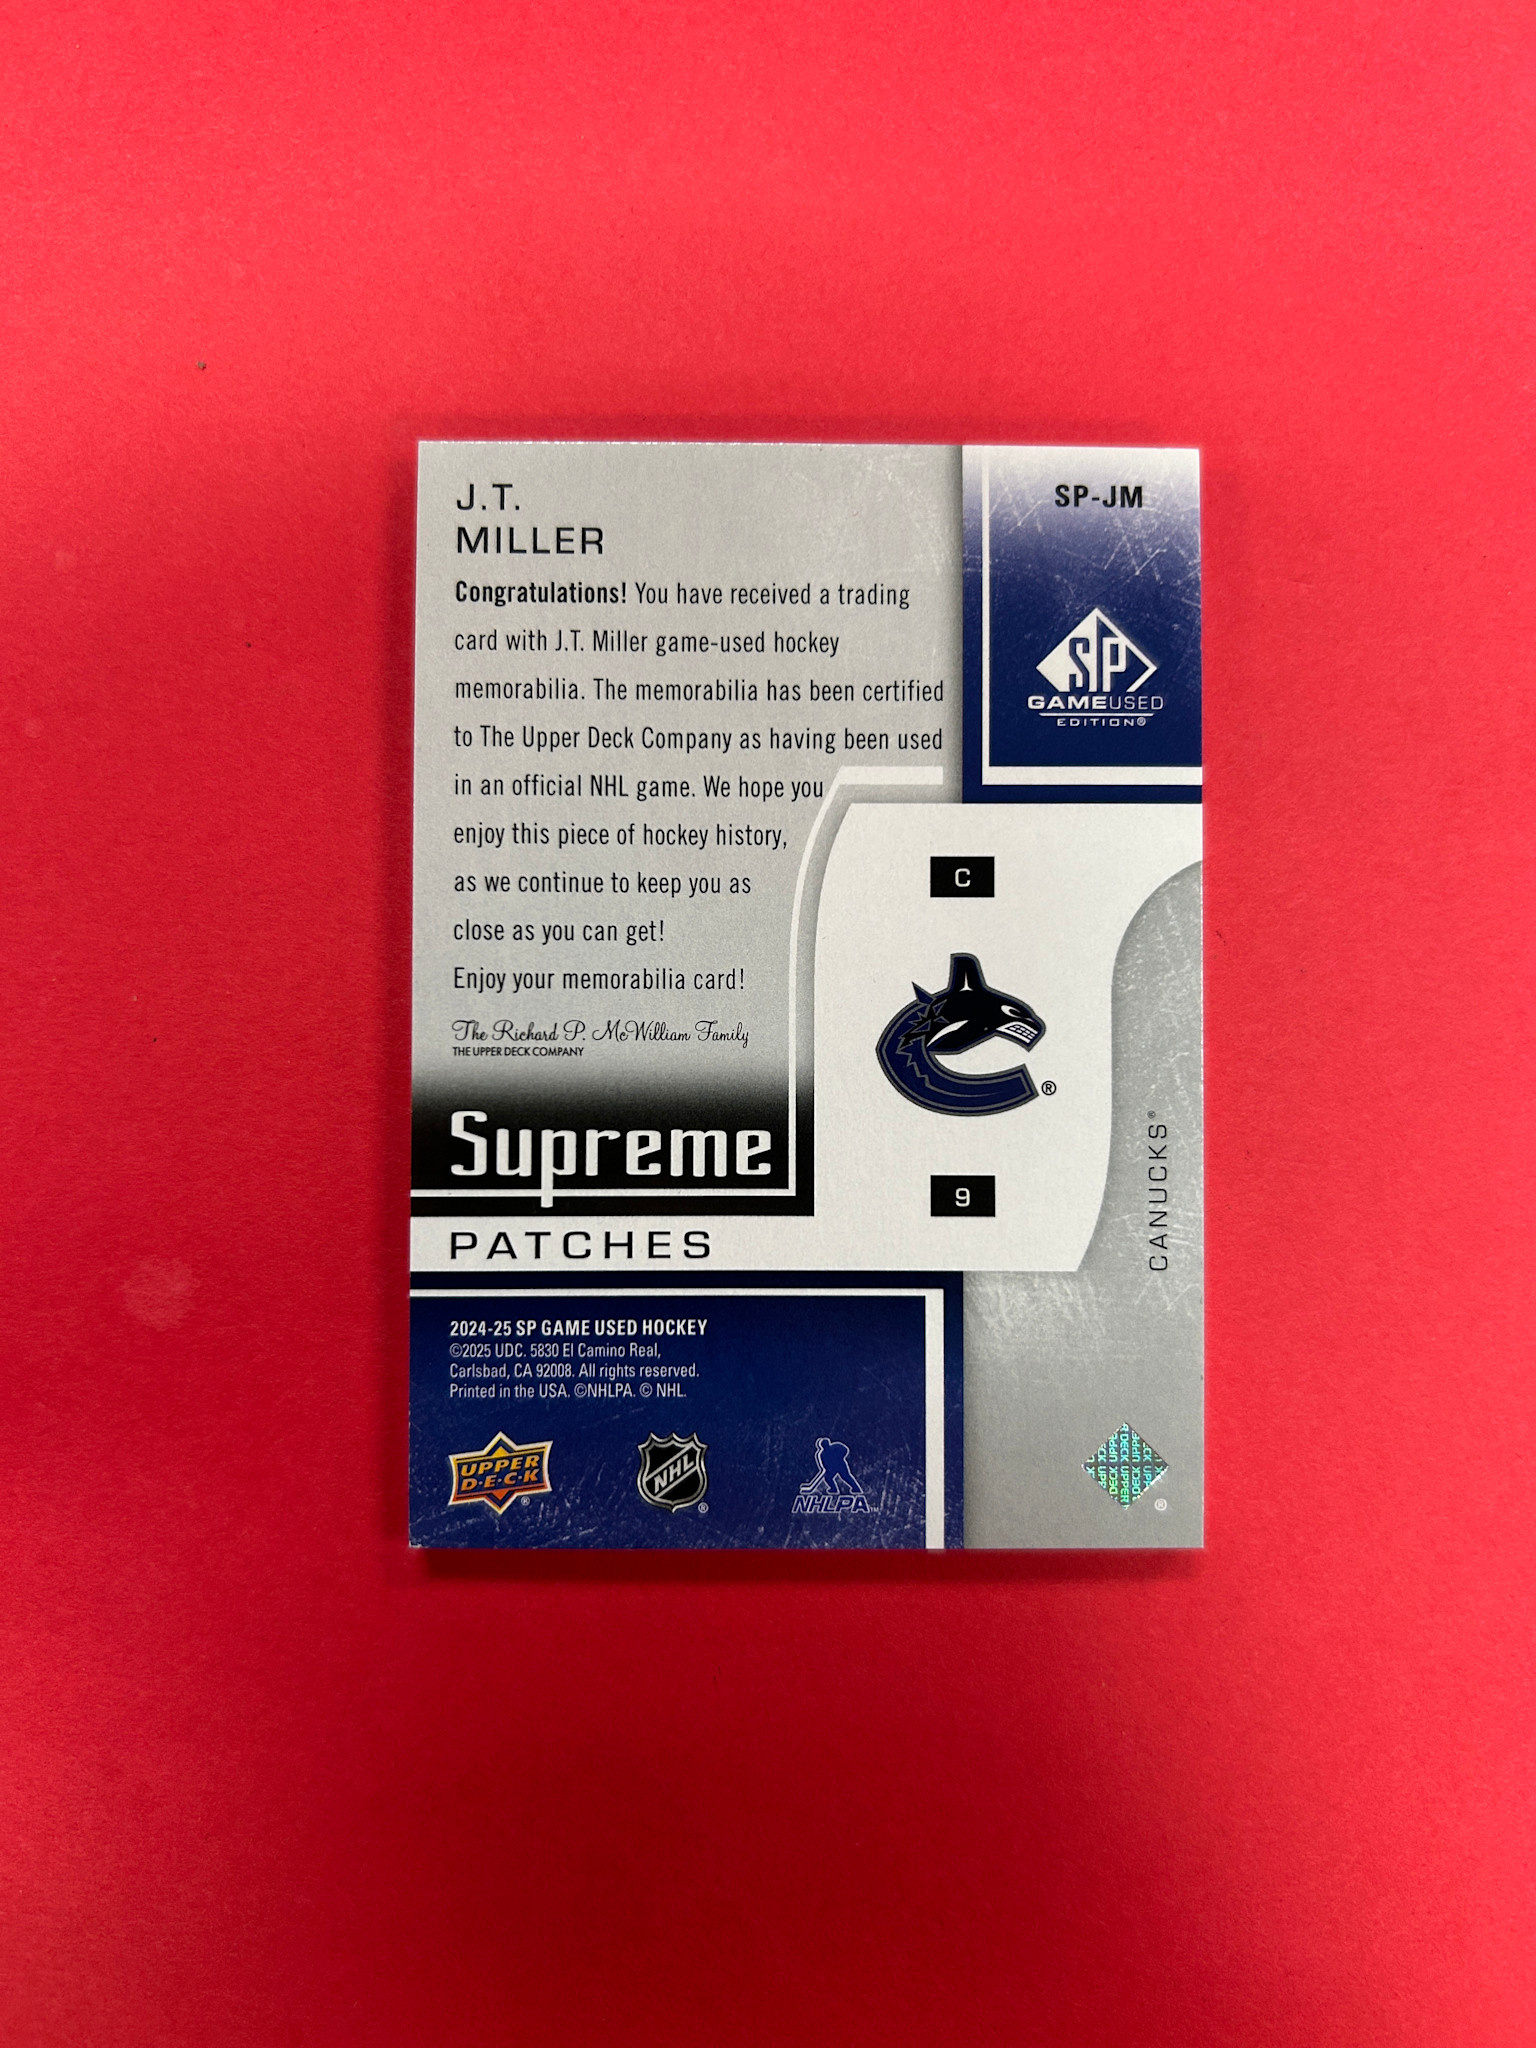 J.T.
MILLER
Congratulations! You have received a trading
card with J.T. Miller game-used hockey
memorabilia. The memorabilia has been certified
to The Upper Deck Company as having been used
in an official NHL game. We hope you
enjoy this piece of hockey history,
as we continue to keep you as
close as you can get!
Enjoy your memorabilia card!
The Richard P. McWilliam Family
THE UPPER DECK COMPANY
Supreme
PATCHES
2024-25 SP GAME USED HOCKEY
©2025 UDC. 5830 El Camino Real,
Carlsbad, CA 92008. All rights reserved.
Printed in the USA. ©NHLPA. © NHL.
UPPER
D·E·C·K
®
NHL
®
NHLPA™
SP-JM
SP
GAMEUSED
EDITION®
C
®
9
CANUCKS®
UPPER DECK
®